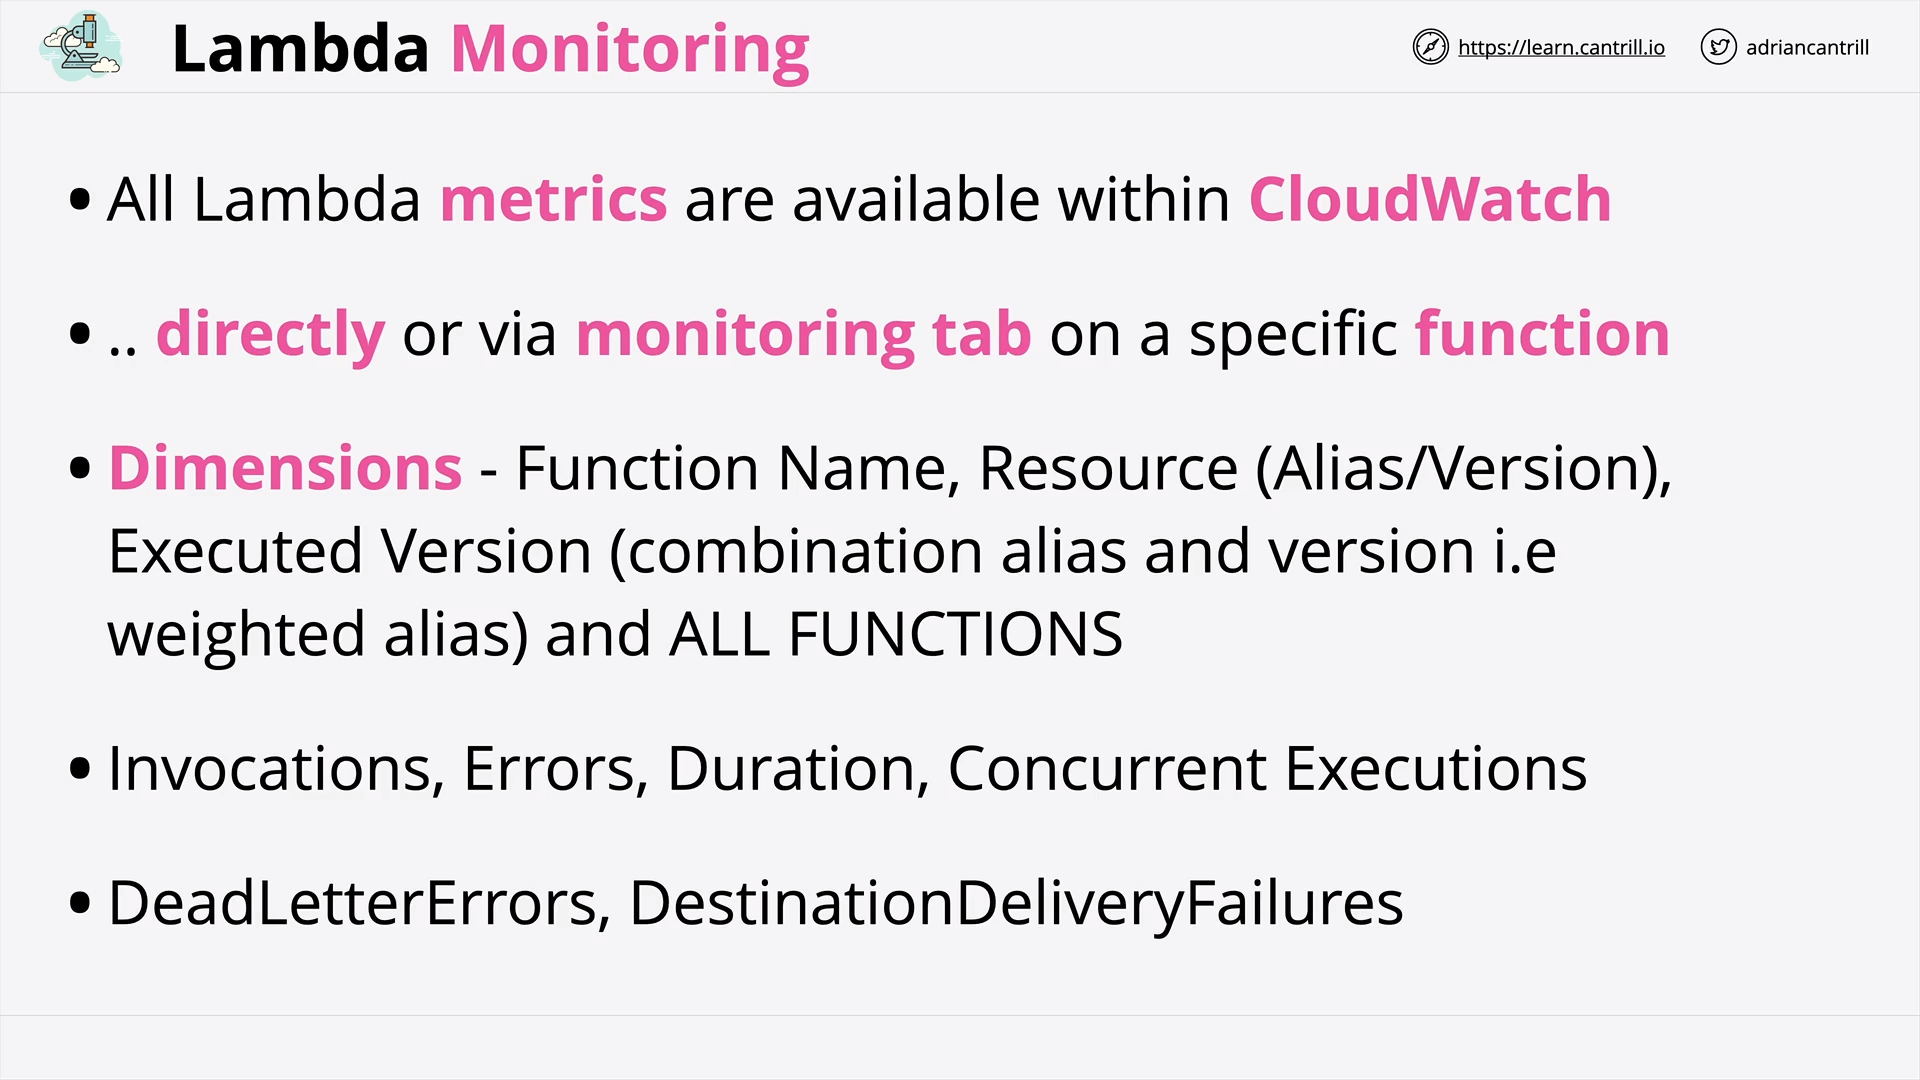 Lambda Monitoring
https://learn.cantrill.io
adriancantrill
• All Lambda metrics are available within CloudWatch
• .. directly or via monitoring tab on a specific function
• Dimensions - Function Name, Resource (Alias/Version),
Executed Version (combination alias and version i.e
weighted alias) and ALL FUNCTIONS
• Invocations, Errors, Duration, Concurrent Executions
• DeadLetterErrors, DestinationDeliveryFailures